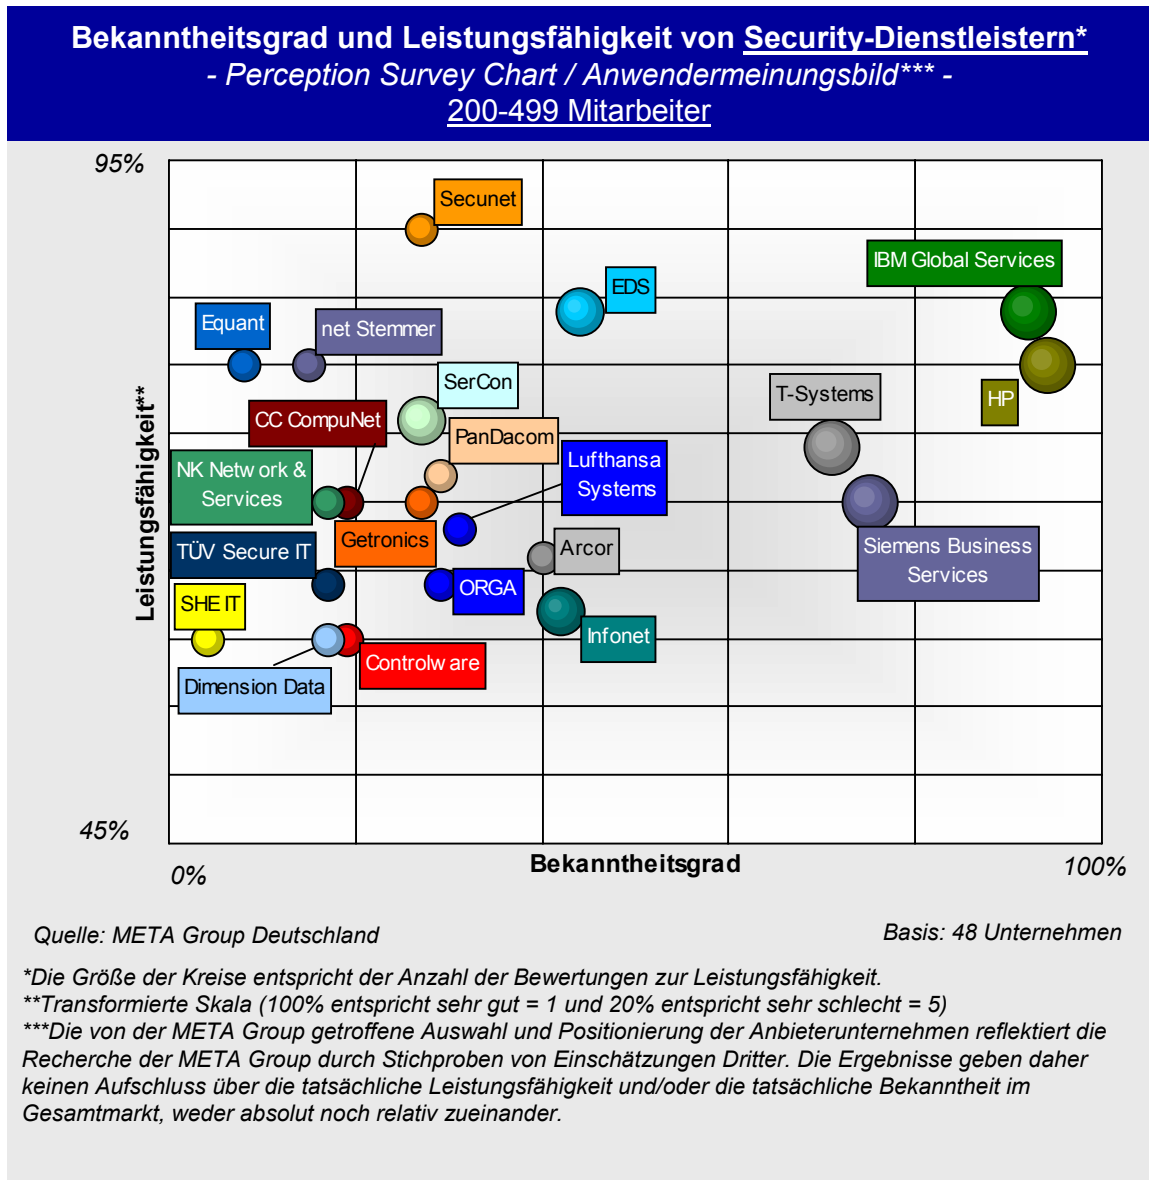 Bekanntheitsgrad und Leistungsfähigkeit von Security-Dienstleistern*
- Perception Survey Chart / Anwendermeinungsbild*** -
200-499 Mitarbeiter
95%
Secunet
IBM Global Services
EDS
Equant
net Stemmer
SerCon
T-Systems
HP
CC CompuNet
PanDacom
Lufthansa
Systems
NK Network &
Services
Getronics
TÜV Secure IT
Arcor
Siemens Business
Services
ORGA
SHE IT
Infonet
Controlware
Dimension Data
Leistungsfähigkeit**
45%
0%
Bekanntheitsgrad
100%
Quelle: META Group Deutschland
Basis: 48 Unternehmen
*Die Größe der Kreise entspricht der Anzahl der Bewertungen zur Leistungsfähigkeit.
**Transformierte Skala (100% entspricht sehr gut = 1 und 20% entspricht sehr schlecht = 5)
***Die von der META Group getroffene Auswahl und Positionierung der Anbieterunternehmen reflektiert die
Recherche der META Group durch Stichproben von Einschätzungen Dritter. Die Ergebnisse geben daher
keinen Aufschluss über die tatsächliche Leistungsfähigkeit und/oder die tatsächliche Bekanntheit im
Gesamtmarkt, weder absolut noch relativ zueinander.